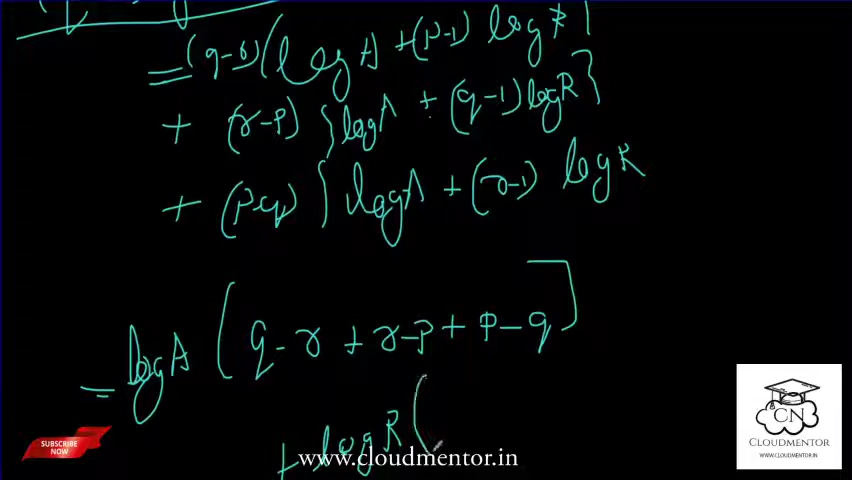 = (q-r) { log A + (p-1) log R }
+ (r-p) } log A + (q-1) log R }
+ (p-q) } log A + (r-1) log R
= log A ( q - r + r - p + p - q )
+ log R (
SUBSCRIBE
NOW
www.cloudmentor.in
CN
CLOUDMENTOR
WWW.CLOUDMENTOR.IN